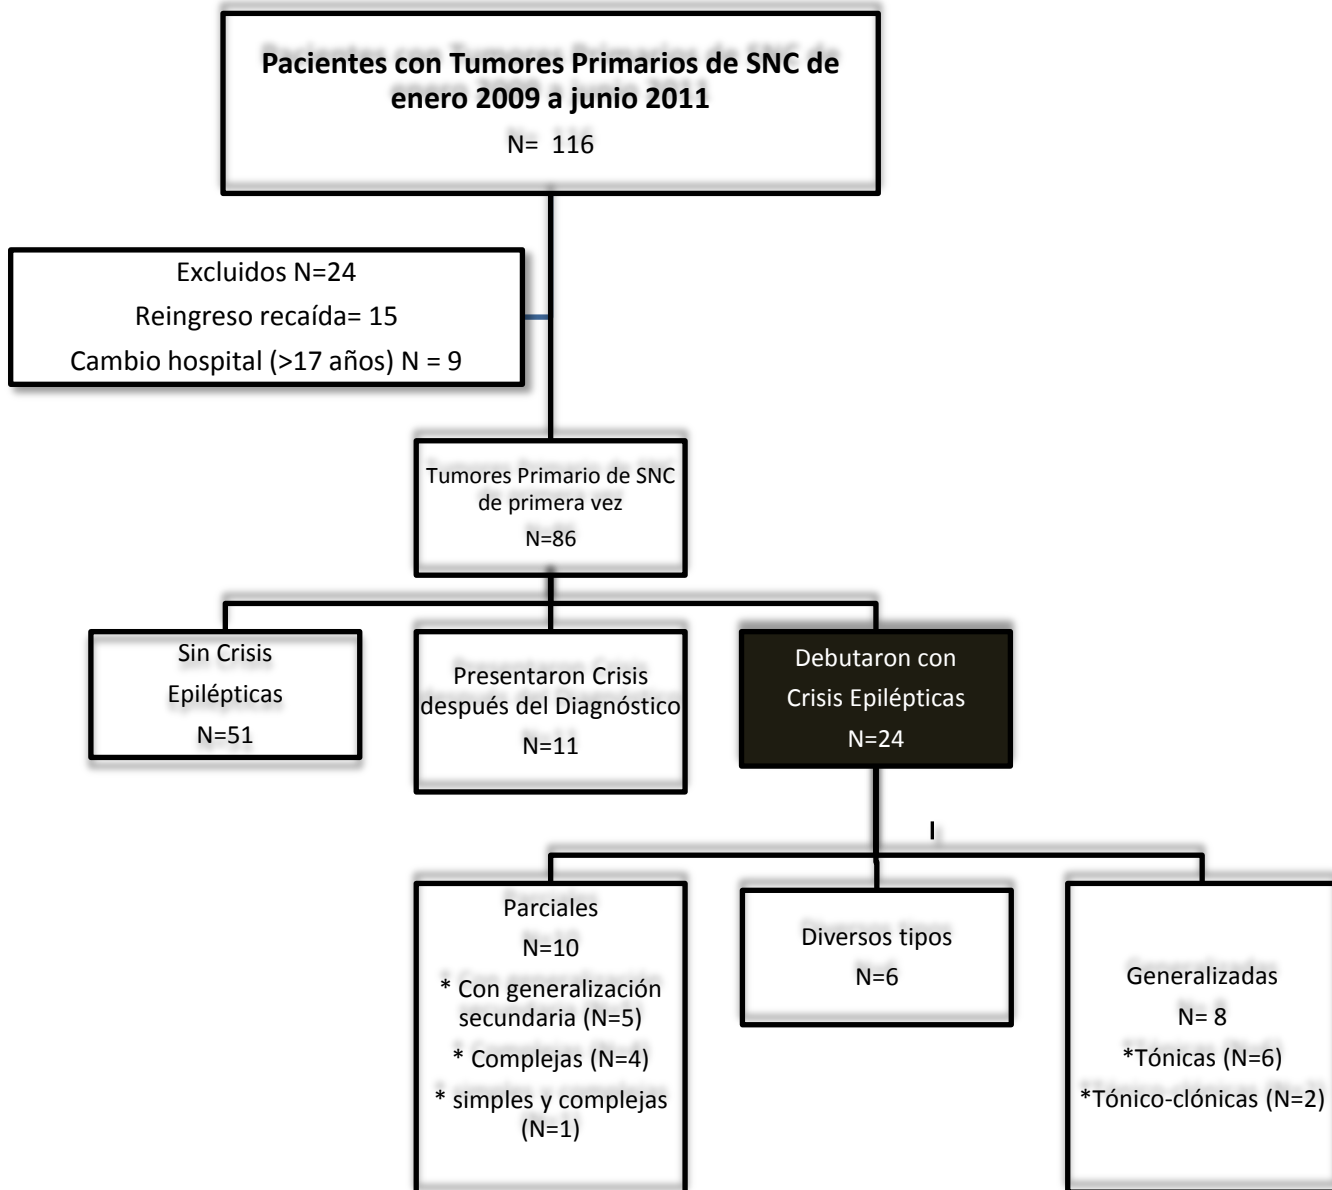 Pacientes con Tumores Primarios de SNC de
enero 2009 a junio 2011
N= 116
Excluidos N=24
Reingreso recaída= 15
Cambio hospital (>17 años) N = 9
Tumores Primario de SNC
de primera vez
N=86
Sin Crisis
Epilépticas
N=51
Presentaron Crisis
después del Diagnóstico
N=11
Debutaron con
Crisis Epilépticas
N=24
Parciales
N=10
* Con generalización
secundaria (N=5)
* Complejas (N=4)
* simples y complejas
(N=1)
Diversos tipos
N=6
Generalizadas
N= 8
*Tónicas (N=6)
*Tónico-clónicas (N=2)